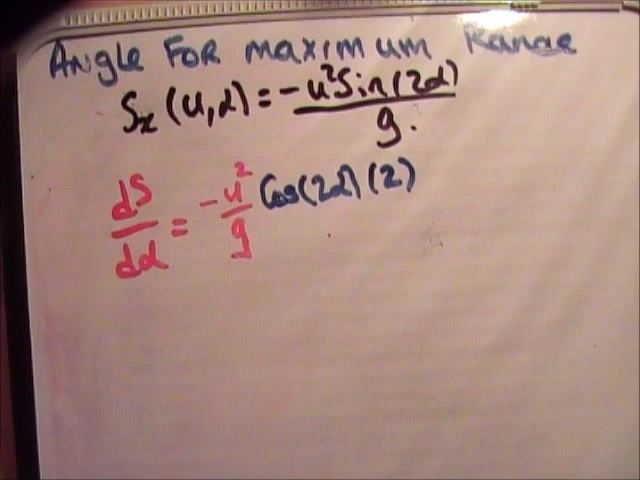 Angle For maximum Range
Sx (u,α) = -u²Sin(2α) / g.
dS/dα = -u²/g Cos(2α)(2)